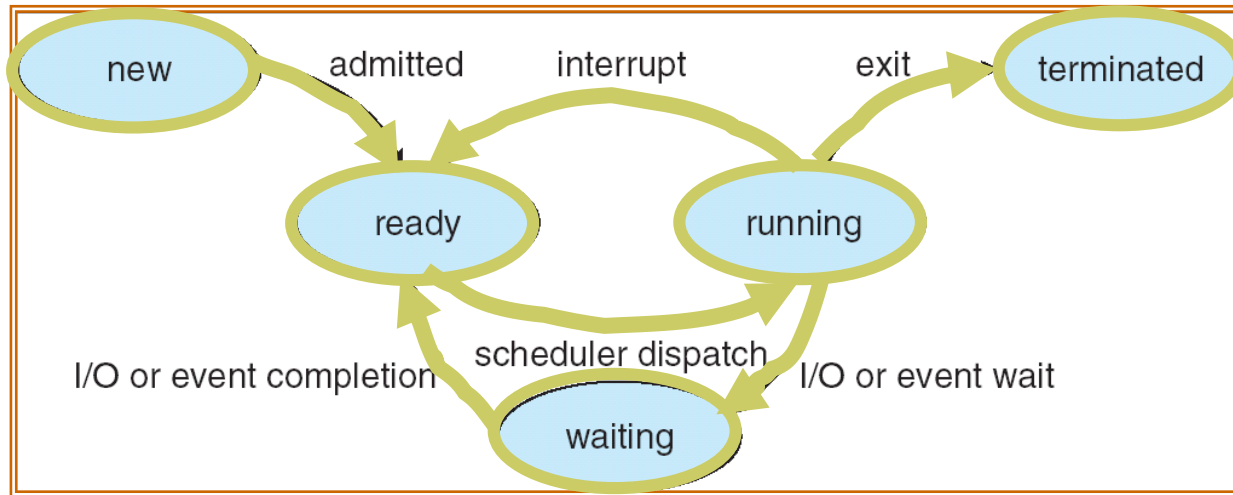 new
admitted
interrupt
exit
terminated
ready
running
scheduler dispatch
I/O or event completion
I/O or event wait
waiting